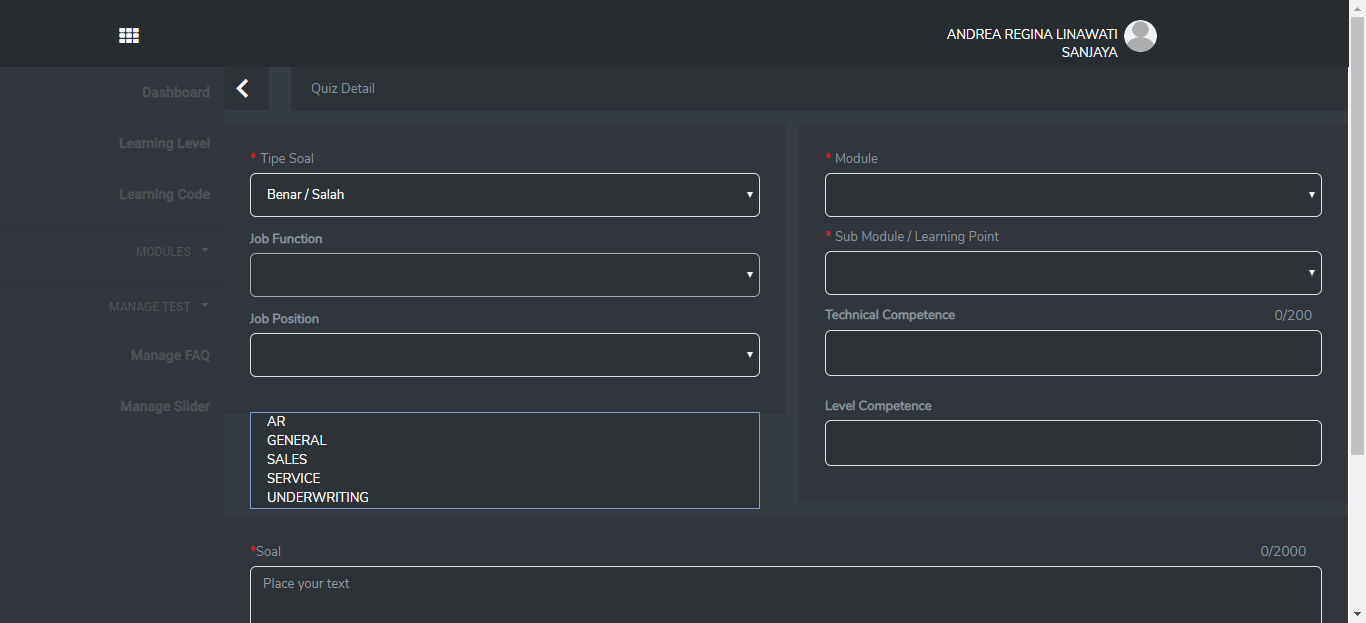 ANDREA REGINA LINAWATI
SANJAYA
Dashboard
Learning Level
Learning Code
MODULES
MANAGE TEST
Manage FAQ
Manage Slider
Quiz Detail
* Tipe Soal
Benar / Salah
Job Function
Job Position
AR
GENERAL
SALES
SERVICE
UNDERWRITING
* Module
* Sub Module / Learning Point
Technical Competence 0/200
Level Competence
*Soal 0/2000
Place your text